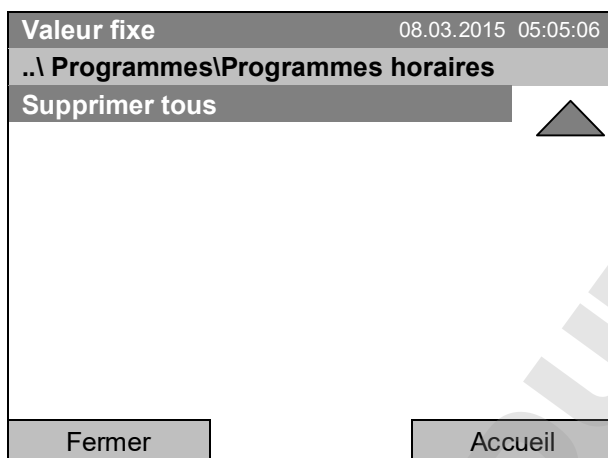 Valeur fixe 08.03.2015 05:05:06
..\ Programmes\Programmes horaires
Supprimer tous
Fermer Accueil